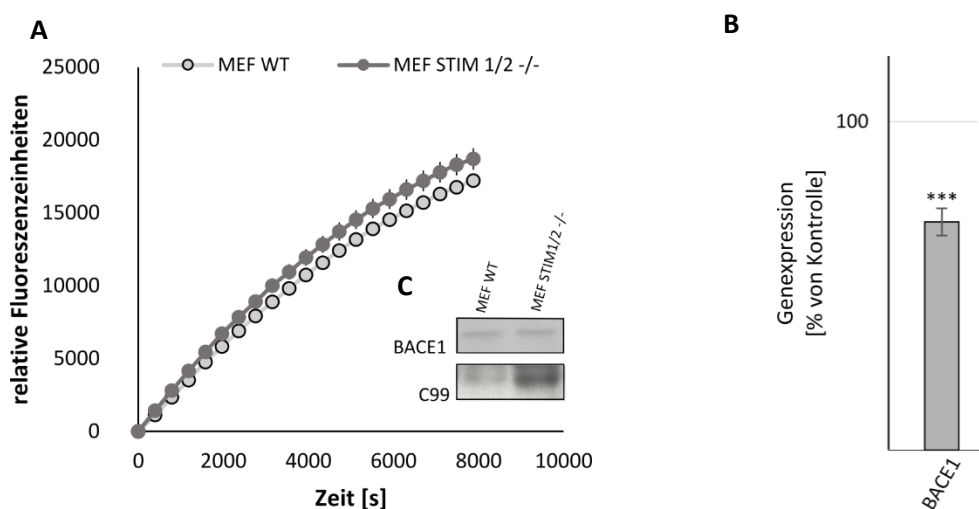 A
relative Fluoreszenzeinheiten
25000
20000
15000
10000
5000
0
MEF WT
MEF STIM 1/2 -/-
0
2000
4000
6000
8000
10000
Zeit [s]
C
MEF WT
MEF STIM1/2 -/-
BACE1
C99
B
Genexpression
[% von Kontrolle]
100
***
BACE1